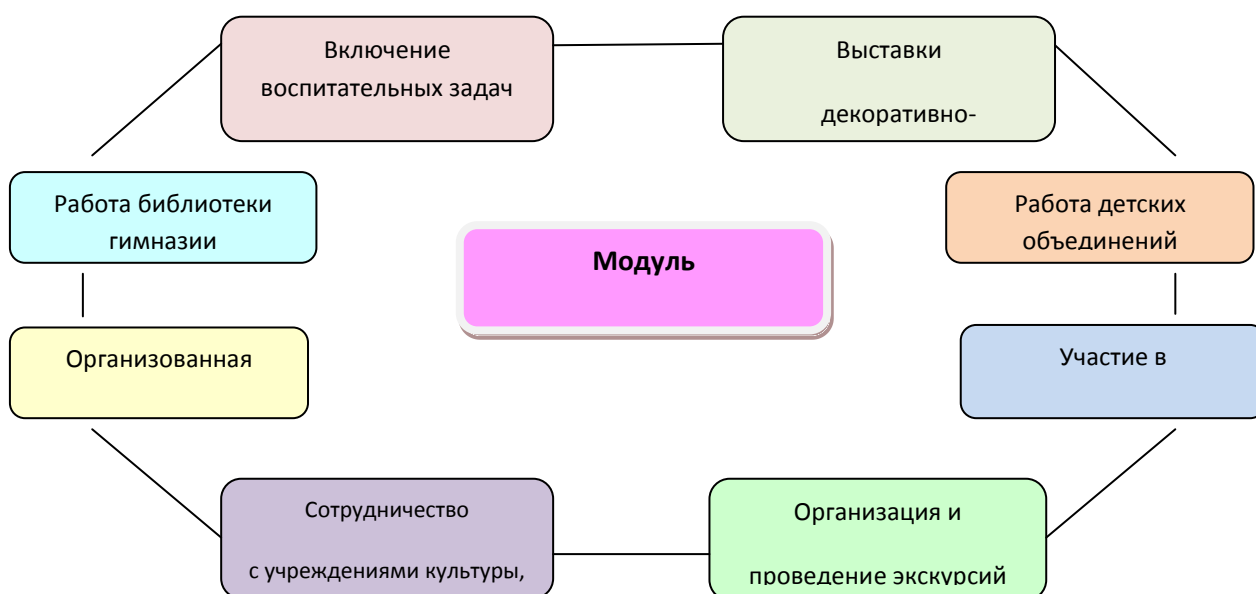 Включение
воспитательных задач
Выставки
декоративно-
Работа библиотеки
гимназии
Модуль
Работа детских
объединений
Организованная
Участие в
Сотрудничество
с учреждениями культуры,
Организация и
проведение экскурсий